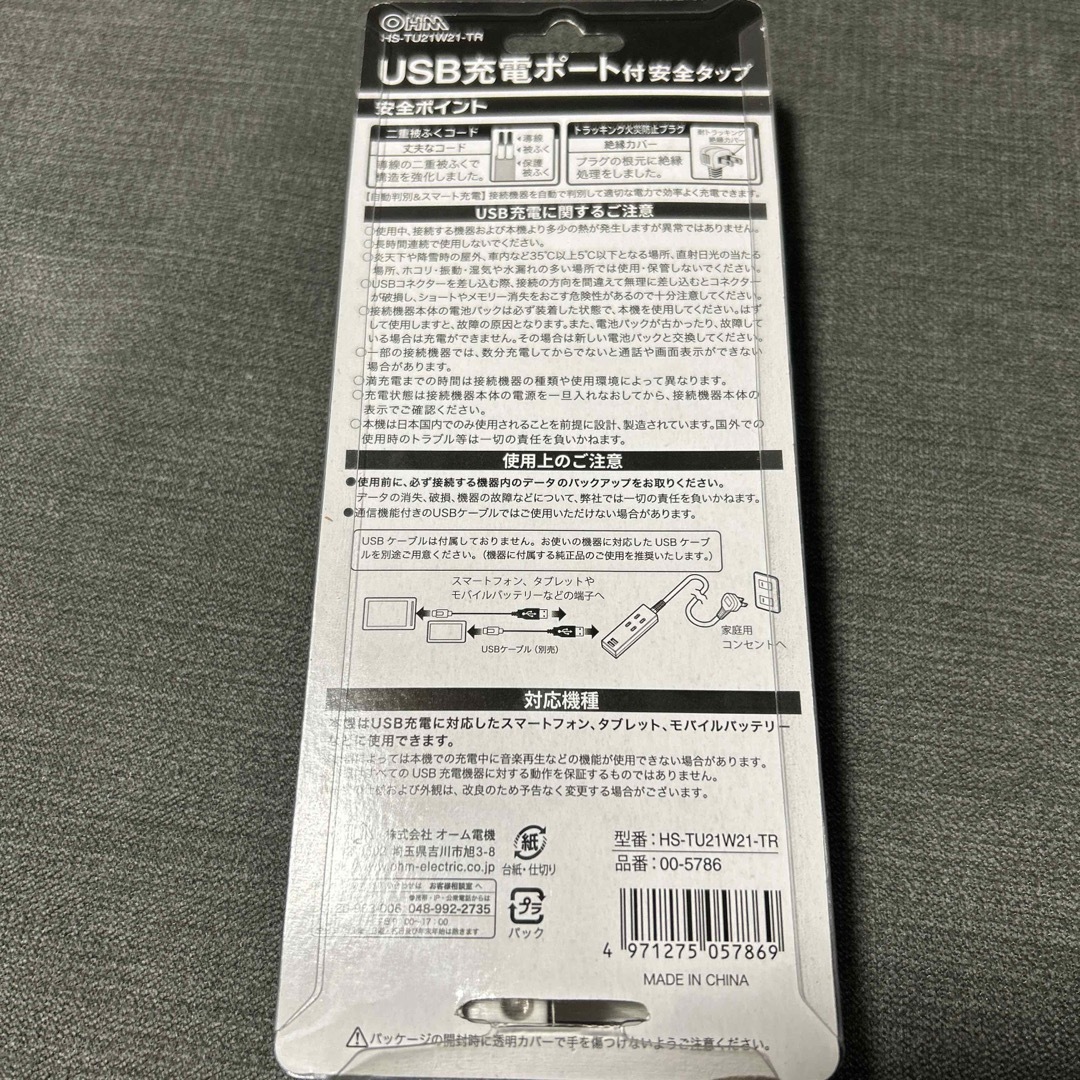 OHM
HS-TU21W21-TR
USB充電ポート付安全タップ
安全ポイント
二重被ふくコード
丈夫なコード
導線の二重被ふくで
構造を強化しました。
導線
被ふく
保護
被ふく
トラッキング火災防止プラグ
絶縁カバー
プラグの根元に絶縁
処理をしました。
耐トラッキング
絶縁カバー
【自動判別&スマート充電】接続機器を自動で判別して適切な電力で効率よく充電できます。
USB充電に関するご注意
○使用中、接続する機器および本機より多少の熱が発生しますが異常ではありません。
○長時間連続で使用しないでください。
○炎天下や降雪時の屋外、車内など35℃以上5℃以下となる場所、直射日光の当たる
場所、ホコリ・振動・湿気や水漏れの多い場所では使用・保管しないでください。
○USBコネクターを差し込む際、接続の方向を間違えて無理に差し込むとコネクター
が破損し、ショートやメモリー消失をおこす危険性があるので十分注意してください。
○接続機器本体の電池パックは必ず装着した状態で、本機を使用してください。はず
して使用しますと、故障の原因となります。また、電池パックが古かったり、故障して
いる場合は充電ができません。その場合は新しい電池パックと交換してください。
○一部の接続機器では、数分充電してからでないと通話や画面表示ができない
場合があります。
○満充電までの時間は接続機器の種類や使用環境によって異なります。
○充電状態は接続機器本体の電源を一旦入れなおしてから、接続機器本体の
表示でご確認ください。
○本機は日本国内でのみ使用されることを前提に設計、製造されています。国外での
使用時のトラブル等は一切の責任を負いかねます。
使用上のご注意
●使用前に、必ず接続する機器内のデータのバックアップをお取りください。
データの消失、破損、機器の故障などについて、弊社では一切の責任を負いかねます。
●通信機能付きのUSBケーブルではご使用いただけない場合があります。
USB ケーブルは付属しておりません。お使いの機器に対応した USB ケーブ
ルを別途ご用意ください。(機器に付属する純正品のご使用を推奨いたします。)
スマートフォン、タブレットや
モバイルバッテリーなどの端子へ
USBケーブル(別売)
家庭用
コンセントへ
対応機種
本機はUSB充電に対応したスマートフォン、タブレット、モバイルバッテリー
などに使用できます。
よっては本機での充電中に音楽再生などの機能が使用できない場合があります。
すべての USB 充電機器に対する動作を保証するものではありません。
および外観は、改良のため予告なく変更する場合がございます。
株式会社 オーム電機
埼玉県吉川市旭3-8
www.ohm-electric.co.jp
お客様相談室 へ
048-992-2735
紙
台紙・仕切り
プラ
パック
型番:HS-TU21W21-TR
品番:00-5786
4 971275 057869
MADE IN CHINA
⚠パッケージの開封時に透明カバーで手を傷つけないようご注意ください。